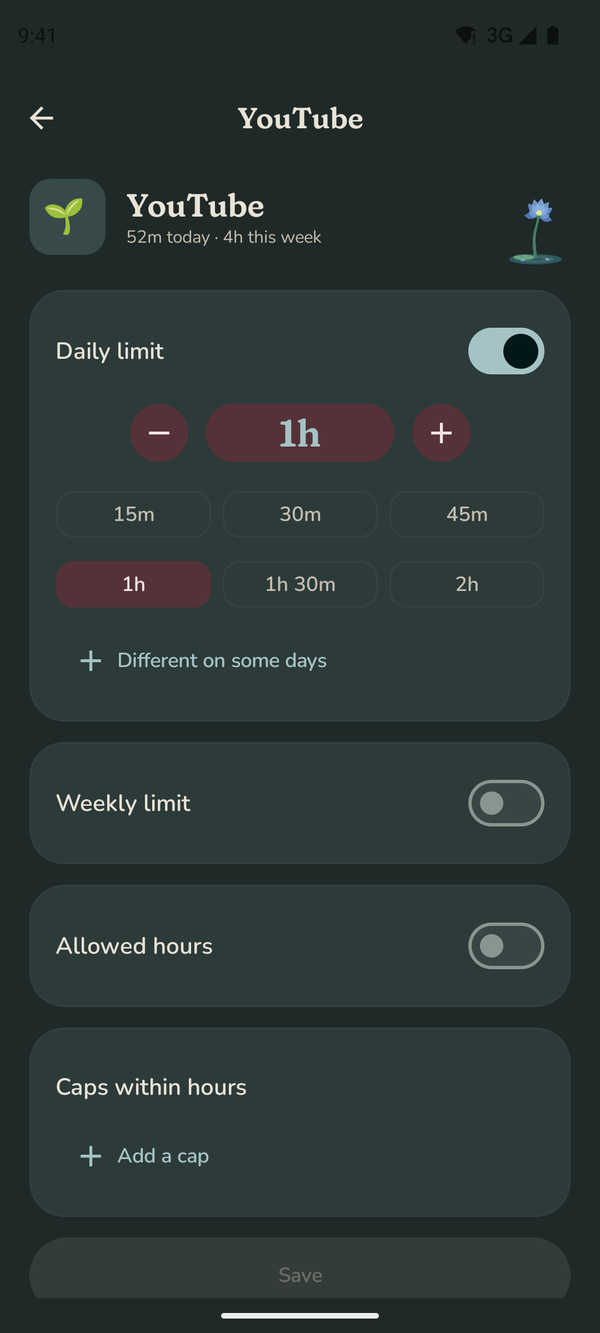 9:41
3G
YouTube
YouTube
52m today · 4h this week
Daily limit
1h
15m
30m
45m
1h
1h 30m
2h
Different on some days
Weekly limit
Allowed hours
Caps within hours
Add a cap
Save